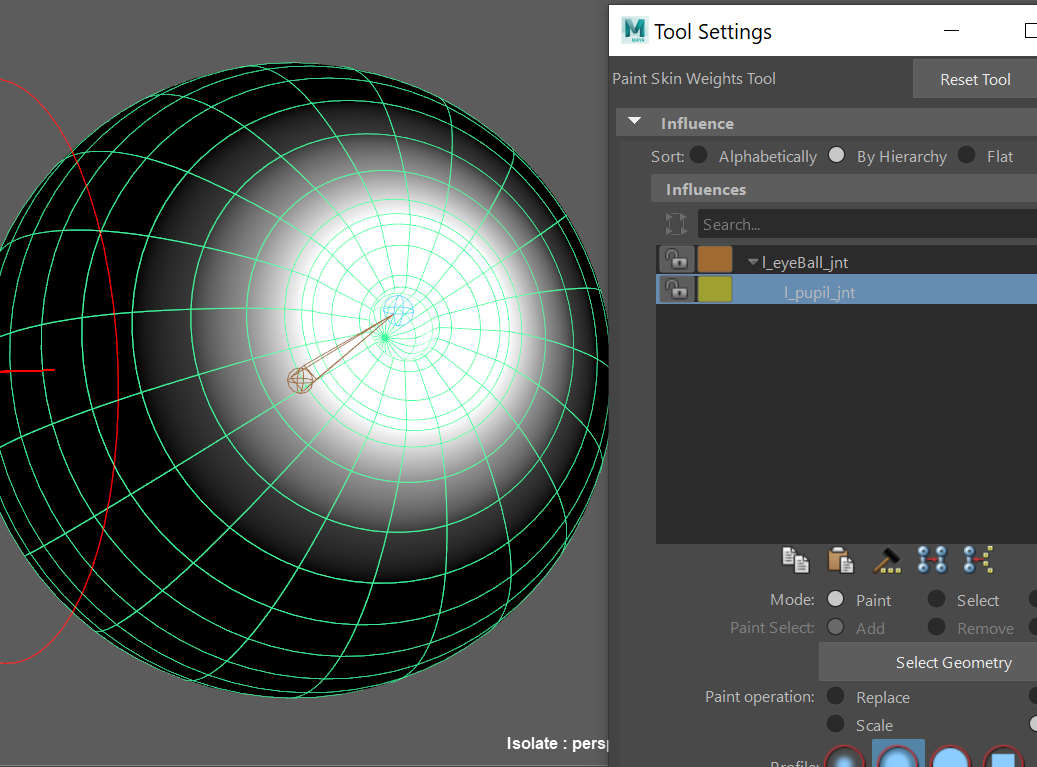 MAYA
Tool Settings
Paint Skin Weights Tool
Reset Tool
Influence
Sort: Alphabetically By Hierarchy Flat
Influences
Search...
l_eyeBall_jnt
l_pupil_jnt
Mode: Paint Select
Paint Select: Add Remove
Select Geometry
Paint operation: Replace
Scale
Isolate : persp
Profile: